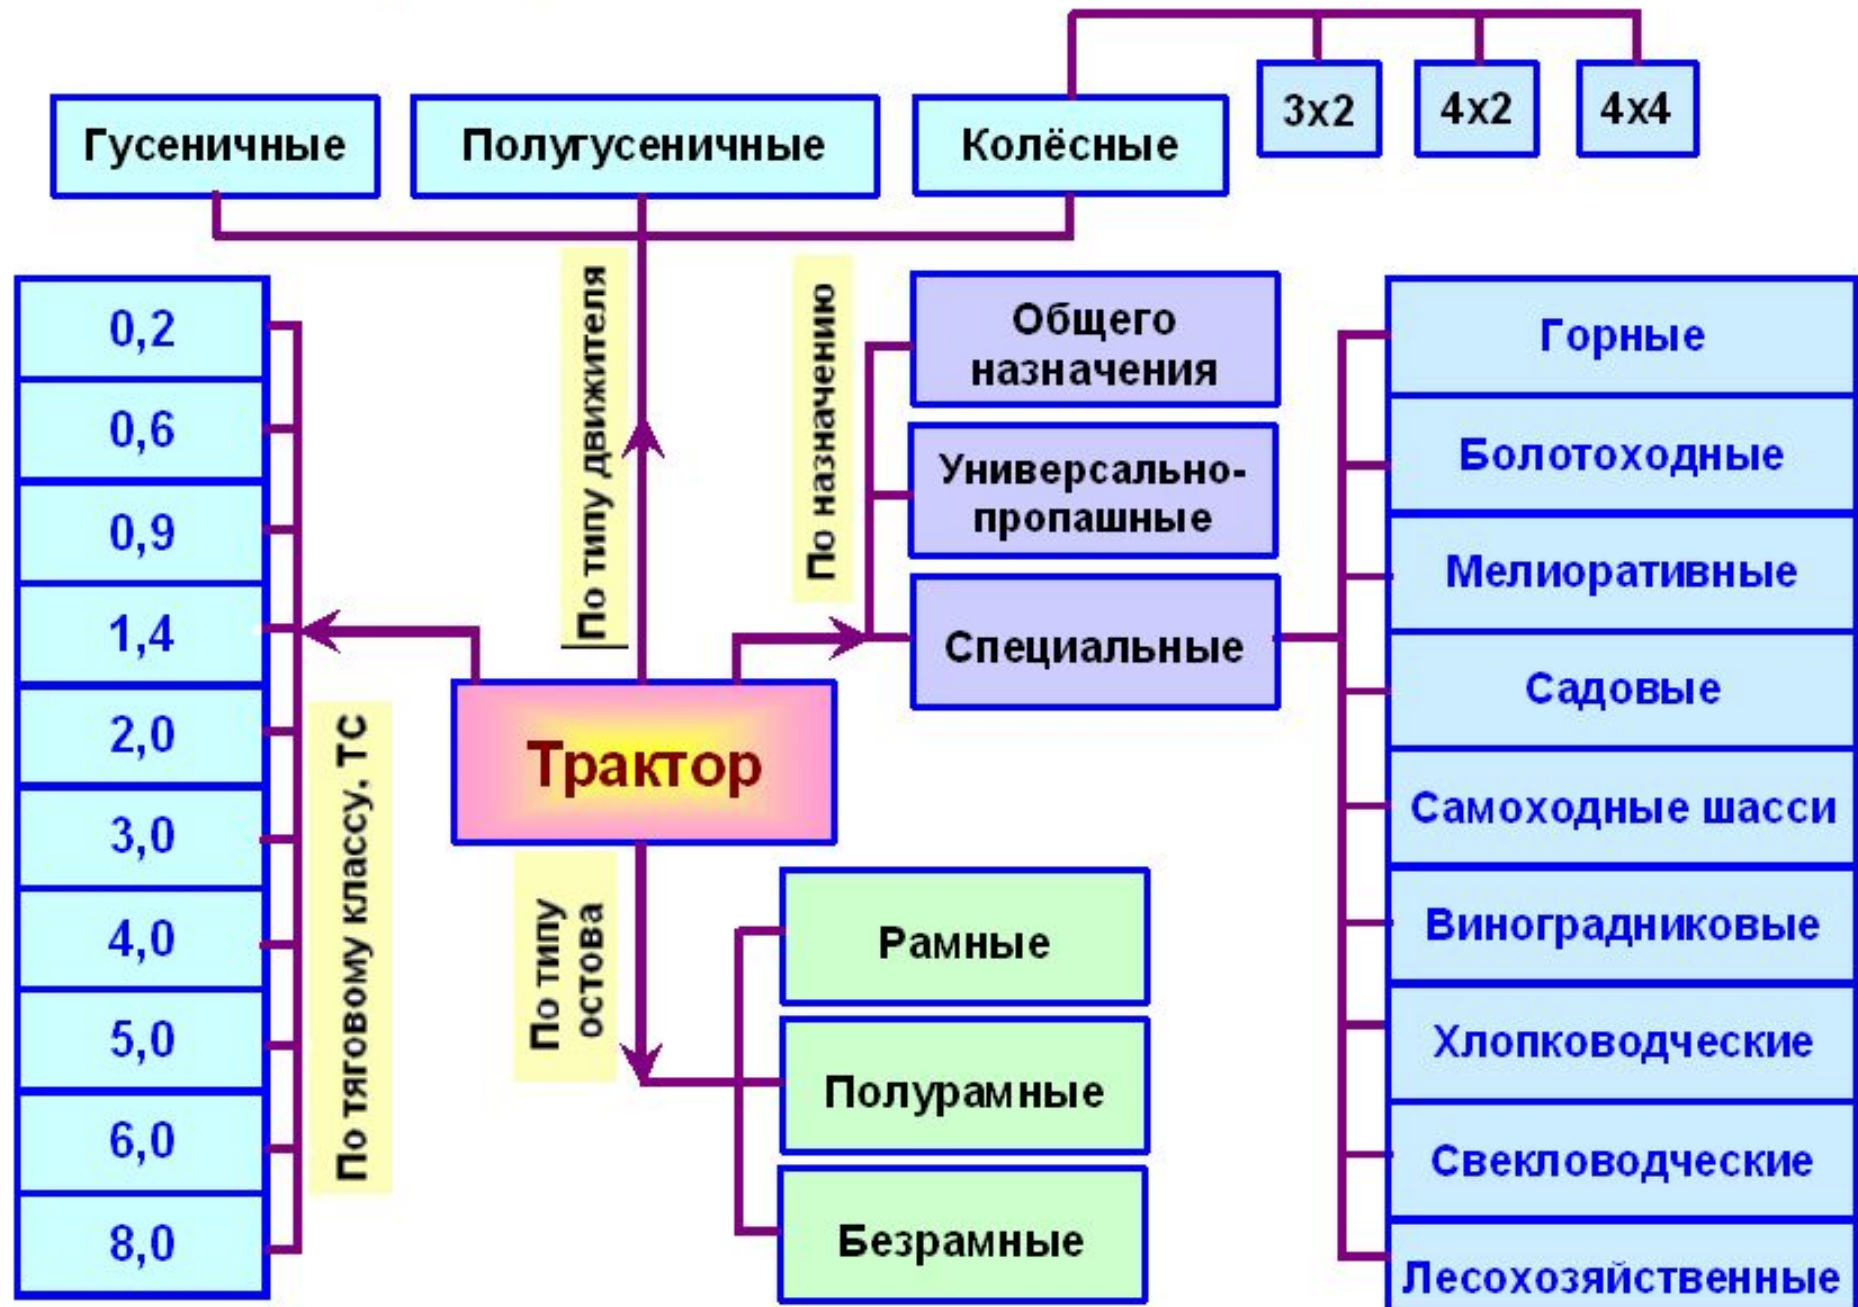 3x2
4x2
4x4
Гусеничные
Полугусеничные
Колёсные
По типу движителя
По назначению
0,2
0,6
0,9
1,4
2,0
3,0
4,0
5,0
6,0
8,0
По тяговому классу, ТС
Общего
назначения
Универсально-
пропашные
Специальные
Горные
Болотоходные
Мелиоративные
Садовые
Самоходные шасси
Виноградниковые
Хлопководческие
Свекловодческие
Лесохозяйственные
Трактор
По типу
остова
Рамные
Полурамные
Безрамные